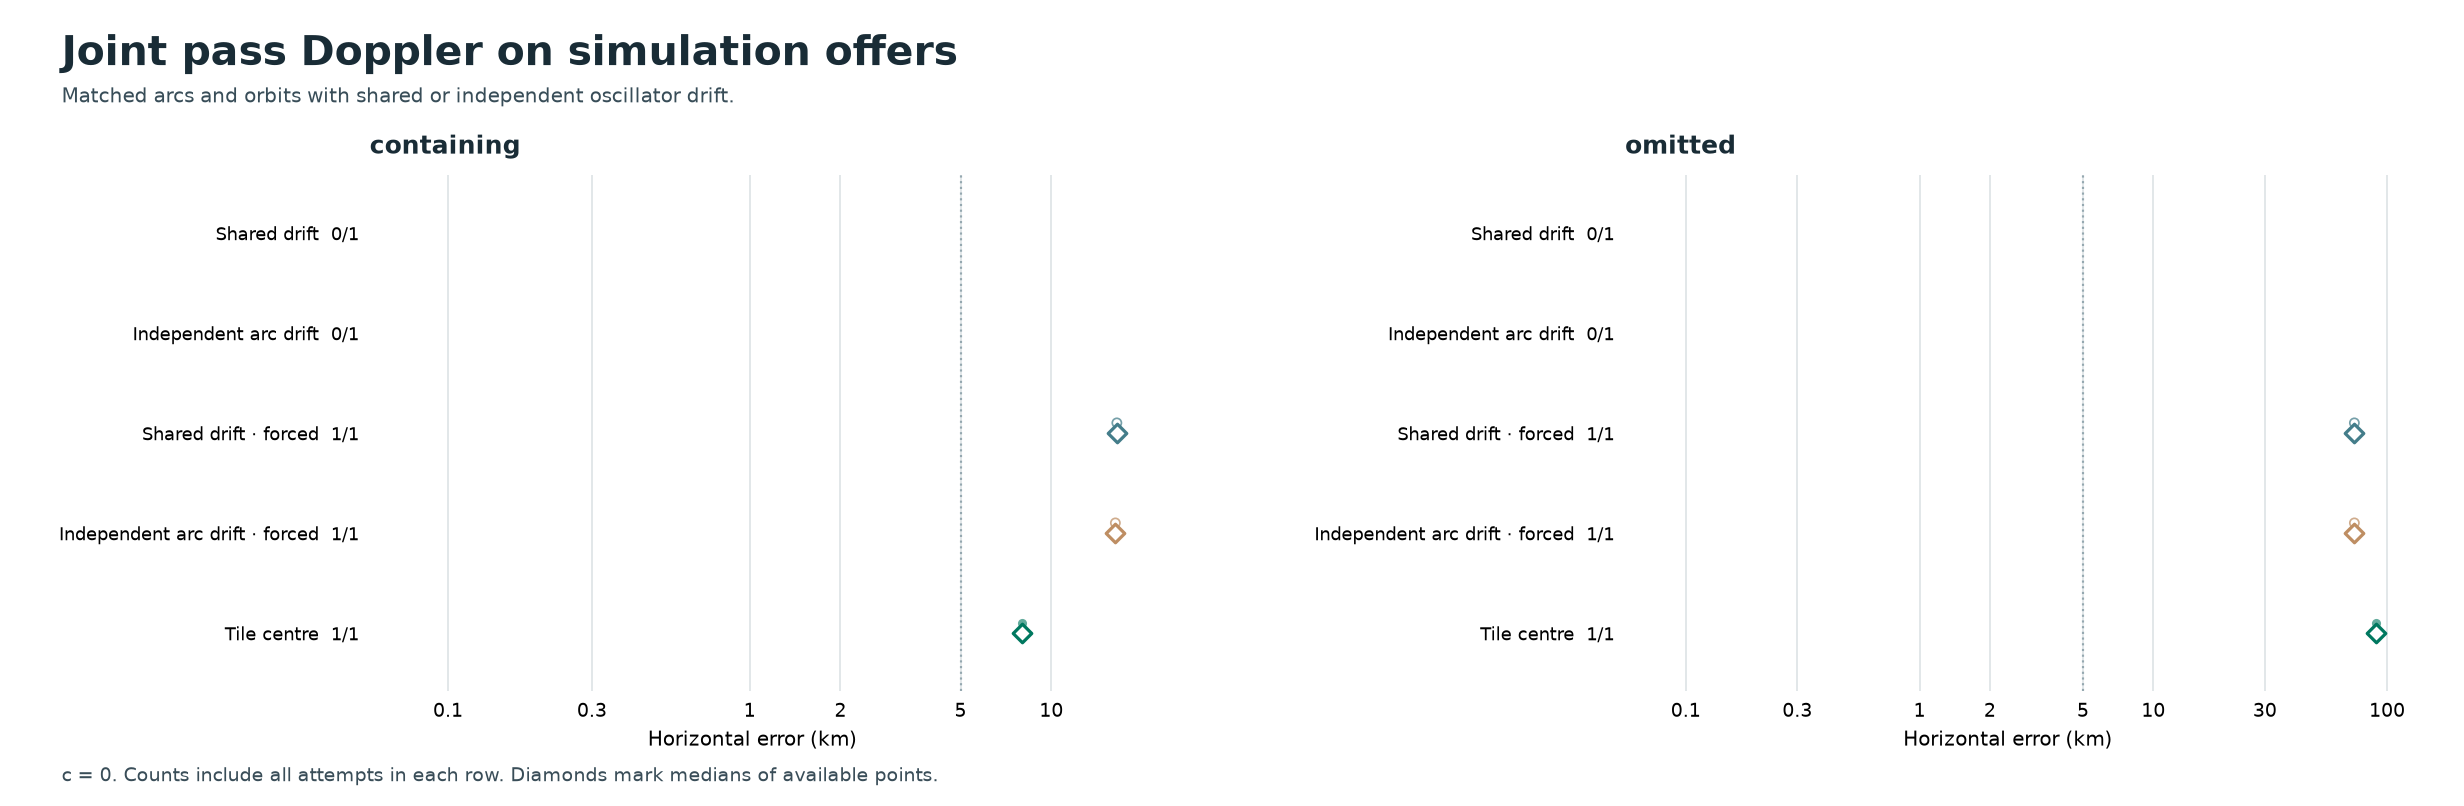 Joint pass Doppler on simulation offers
Matched arcs and orbits with shared or independent oscillator drift.
containing
Shared drift 0/1
Independent arc drift 0/1
Shared drift · forced 1/1
Independent arc drift · forced 1/1
Tile centre 1/1
0.1 0.3 1 2 5 10
Horizontal error (km)
omitted
Shared drift 0/1
Independent arc drift 0/1
Shared drift · forced 1/1
Independent arc drift · forced 1/1
Tile centre 1/1
0.1 0.3 1 2 5 10 30 100
Horizontal error (km)
c = 0. Counts include all attempts in each row. Diamonds mark medians of available points.